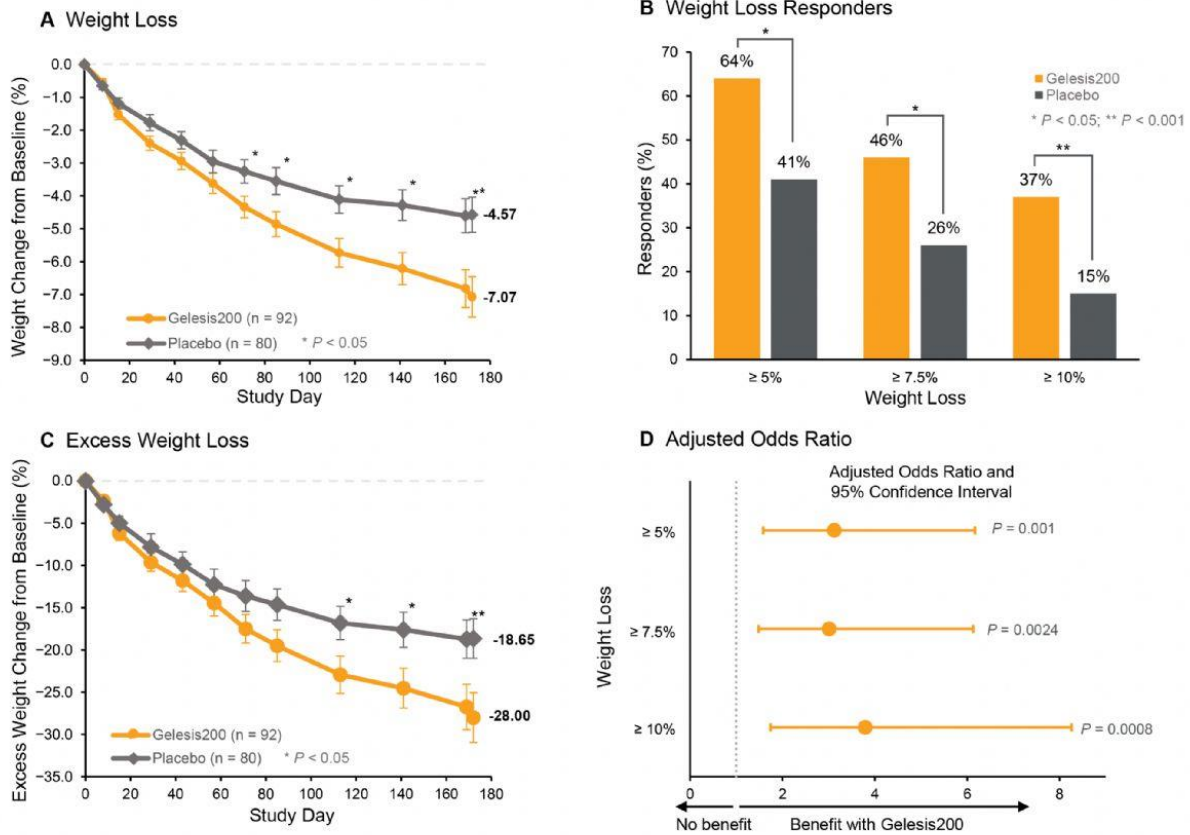 A Weight Loss
Weight Change from Baseline (%)
0.0
−1.0
−2.0
−3.0
−4.0
−5.0
−6.0
−7.0
−8.0
−9.0
* * * * **
-4.57
-7.07
Gelesis200 (n = 92)
Placebo (n = 80) * P < 0.05
0 20 40 60 80 100 120 140 160 180
Study Day
B Weight Loss Responders
Responders (%)
70
60
50
40
30
20
10
0
*
64%
41%
*
46%
26%
**
37%
15%
Gelesis200
Placebo
* P < 0.05; ** P < 0.001
≥ 5% ≥ 7.5% ≥ 10%
Weight Loss
C Excess Weight Loss
Excess Weight Change from Baseline (%)
0.0
−5.0
−10.0
−15.0
−20.0
−25.0
−30.0
−35.0
* * **
-18.65
-28.00
Gelesis200 (n = 92)
Placebo (n = 80) * P < 0.05
0 20 40 60 80 100 120 140 160 180
Study Day
D Adjusted Odds Ratio
Adjusted Odds Ratio and
95% Confidence Interval
Weight Loss
≥ 5% P = 0.001
≥ 7.5% P = 0.0024
≥ 10% P = 0.0008
0 2 4 6 8
No benefit Benefit with Gelesis200